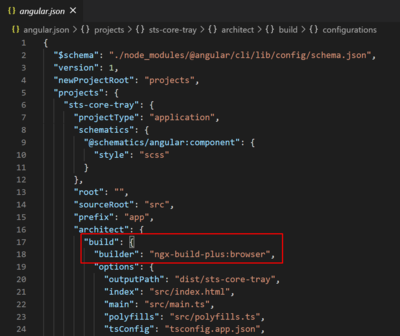 {} angular.json ×
{} angular.json > {} projects > {} sts-core-tray > {} architect > {} build > {} configurations
1 {
2 "$schema": "./node_modules/@angular/cli/lib/config/schema.json",
3 "version": 1,
4 "newProjectRoot": "projects",
5 "projects": {
6 "sts-core-tray": {
7 "projectType": "application",
8 "schematics": {
9 "@schematics/angular:component": {
10 "style": "scss"
11 }
12 },
13 "root": "",
14 "sourceRoot": "src",
15 "prefix": "app",
16 "architect": {
17 "build": {
18 "builder": "ngx-build-plus:browser",
19 "options": {
20 "outputPath": "dist/sts-core-tray",
21 "index": "src/index.html",
22 "main": "src/main.ts",
23 "polyfills": "src/polyfills.ts",
24 "tsConfig": "tsconfig.app.json",